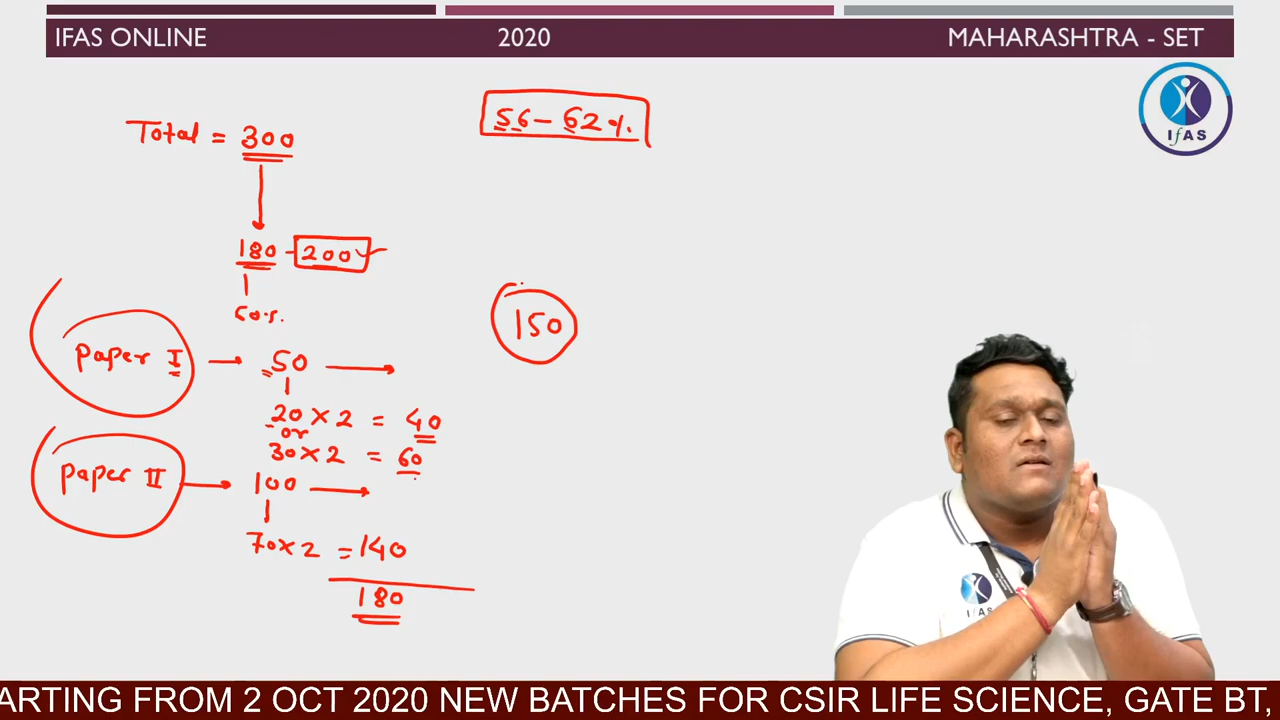 IFAS ONLINE 2020 MAHARASHTRA - SET
IfAS
56-62%.
Total = 300
180 - 200
150
Paper I → 50 →
20 × 2 = 40
or
30 × 2 = 60
Paper II → 100 →
70 × 2 = 140
180
ARTING FROM 2 OCT 2020 NEW BATCHES FOR CSIR LIFE SCIENCE, GATE BT,